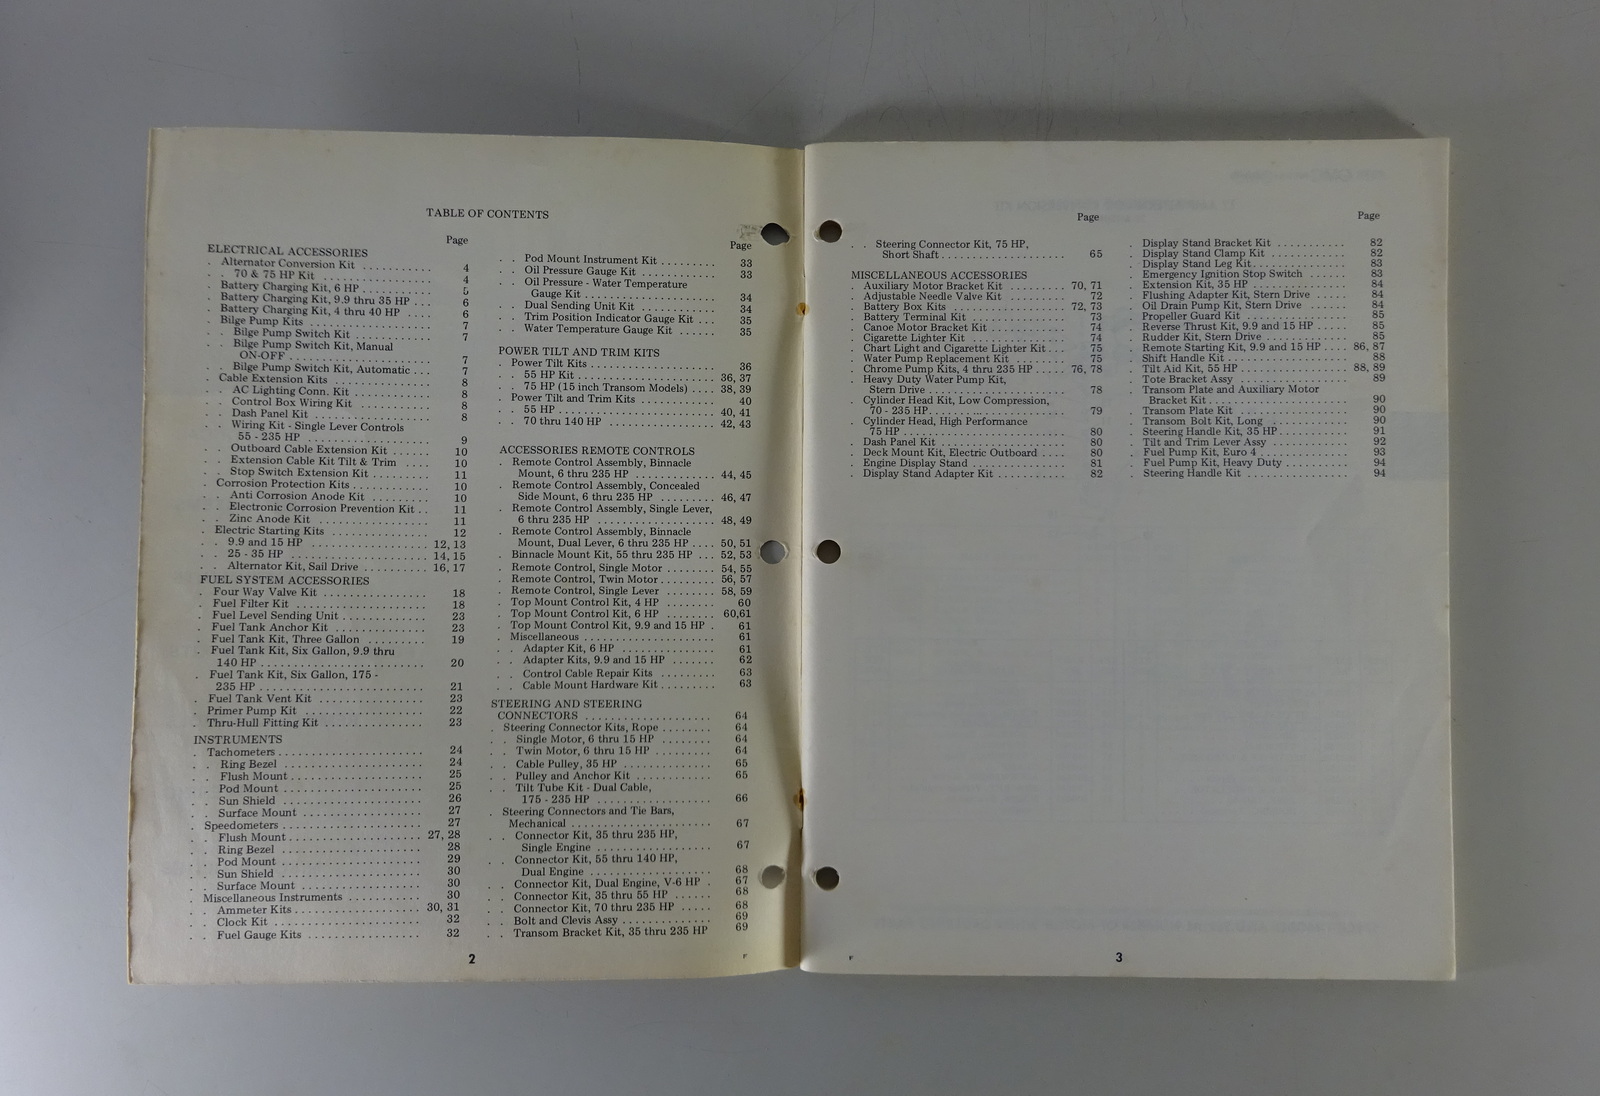 TABLE OF CONTENTS
Page
ELECTRICAL ACCESSORIES
. Alternator Conversion Kit .......... 4
. . 70 & 75 HP Kit ................ 4
. Battery Charging Kit, 6 HP .......... 5
. Battery Charging Kit, 9.9 thru 35 HP ... 6
. Battery Charging Kit, 4 thru 40 HP .... 6
. Bilge Pump Kits .................. 7
. . Bilge Pump Switch Kit ............ 7
. . Bilge Pump Switch Kit, Manual
ON-OFF .................... 7
. . Bilge Pump Switch Kit, Automatic ... 7
. Cable Extension Kits ............... 8
. . AC Lighting Conn. Kit ............ 8
. . Control Box Wiring Kit .......... 8
. . Dash Panel Kit ................. 8
. . Wiring Kit - Single Lever Controls
55 - 235 HP ................. 9
. . Outboard Cable Extension Kit ...... 10
. . Extension Cable Kit Tilt & Trim .... 10
. . Stop Switch Extension Kit ......... 11
. Corrosion Protection Kits ............ 10
. . Anti Corrosion Anode Kit ......... 10
. . Electronic Corrosion Prevention Kit . . 11
. . Zinc Anode Kit ................ 11
. Electric Starting Kits .............. 12
. . 9.9 and 15 HP ................. 12, 13
. . 25 - 35 HP .................... 14, 15
. . Alternator Kit, Sail Drive .......... 16, 17
FUEL SYSTEM ACCESSORIES
. Four Way Valve Kit ............... 18
. Fuel Filter Kit .................... 18
. Fuel Level Sending Unit ............ 23
. Fuel Tank Anchor Kit .............. 23
. Fuel Tank Kit, Three Gallon ......... 19
. Fuel Tank Kit, Six Gallon, 9.9 thru
140 HP ........................ 20
. Fuel Tank Kit, Six Gallon, 175 -
235 HP ........................ 21
. Fuel Tank Vent Kit ................ 23
. Primer Pump Kit ................. 22
. Thru-Hull Fitting Kit .............. 23
INSTRUMENTS
. Tachometers ..................... 24
. . Ring Bezel .................... 24
. . Flush Mount ................... 25
. . Pod Mount .................... 25
. . Sun Shield .................... 26
. . Surface Mount ................. 27
. Speedometers .................... 27
. . Flush Mount ................... 27, 28
. . Ring Bezel .................... 28
. . Pod Mount .................... 29
. . Sun Shield .................... 30
. . Surface Mount ................. 30
. Miscellaneous Instruments .......... 30
. . Ammeter Kits .................. 30, 31
. . Clock Kit ..................... 32
. . Fuel Gauge Kits ................ 32
Page
. . Pod Mount Instrument Kit ......... 33
. . Oil Pressure Gauge Kit ........... 33
. . Oil Pressure - Water Temperature
Gauge Kit .................... 34
. . Dual Sending Unit Kit ............ 34
. . Trim Position Indicator Gauge Kit ... 35
. . Water Temperature Gauge Kit ...... 35
POWER TILT AND TRIM KITS
. Power Tilt Kits ................... 36
. . 55 HP Kit ..................... 36, 37
. . 75 HP (15 inch Transom Models) .... 38, 39
. Power Tilt and Trim Kits ........... 40
. . 55 HP ........................ 40, 41
. . 70 thru 140 HP ................. 42, 43
ACCESSORIES REMOTE CONTROLS
. Remote Control Assembly, Binnacle
Mount, 6 thru 235 HP ............ 44, 45
. Remote Control Assembly, Concealed
Side Mount, 6 thru 235 HP ........ 46, 47
. Remote Control Assembly, Single Lever,
6 thru 235 HP .................. 48, 49
. Remote Control Assembly, Binnacle
Mount, Dual Lever, 6 thru 235 HP .... 50, 51
. Binnacle Mount Kit, 55 thru 235 HP ... 52, 53
. Remote Control, Single Motor ........ 54, 55
. Remote Control, Twin Motor ......... 56, 57
. Remote Control, Single Lever ........ 58, 59
. Top Mount Control Kit, 4 HP ........ 60
. Top Mount Control Kit, 6 HP ........ 60,61
. Top Mount Control Kit, 9.9 and 15 HP . 61
. Miscellaneous .................... 61
. . Adapter Kit, 6 HP .............. 61
. . Adapter Kits, 9.9 and 15 HP ....... 62
. . Control Cable Repair Kits ......... 63
. . Cable Mount Hardware Kit ......... 63
STEERING AND STEERING
CONNECTORS ................... 64
. Steering Connector Kits, Rope ........ 64
. . Single Motor, 6 thru 15 HP ........ 64
. . Twin Motor, 6 thru 15 HP ......... 64
. . Cable Pulley, 35 HP ............. 65
. . Pulley and Anchor Kit ........... 65
. . Tilt Tube Kit - Dual Cable,
175 - 235 HP ................. 66
. Steering Connectors and Tie Bars,
Mechanical ..................... 67
. . Connector Kit, 35 thru 235 HP,
Single Engine ................. 67
. . Connector Kit, 55 thru 140 HP,
Dual Engine .................. 68
. . Connector Kit, Dual Engine, V-6 HP . 67
. . Connector Kit, 35 thru 55 HP ...... 68
. . Connector Kit, 70 thru 235 HP ..... 68
. . Bolt and Clevis Assy ............. 69
. . Transom Bracket Kit, 35 thru 235 HP 69
2
F
Page
. . Steering Connector Kit, 75 HP,
Short Shaft .................... 65
MISCELLANEOUS ACCESSORIES
. Auxiliary Motor Bracket Kit ......... 70, 71
. Adjustable Needle Valve Kit ......... 72
. Battery Box Kits .................. 72, 73
. Battery Terminal Kit ............... 73
. Canoe Motor Bracket Kit ............ 74
. Cigarette Lighter Kit ............... 74
. Chart Light and Cigarette Lighter Kit ... 75
. Water Pump Replacement Kit ........ 75
. Chrome Pump Kits, 4 thru 235 HP ..... 76, 78
. Heavy Duty Water Pump Kit,
Stern Drive ...................... 78
. Cylinder Head Kit, Low Compression,
70 - 235 HP ...................... 79
. Cylinder Head, High Performance
75 HP .......................... 80
. Dash Panel Kit ................... 80
. Deck Mount Kit, Electric Outboard .... 80
. Engine Display Stand .............. 81
. Display Stand Adapter Kit ........... 82
Page
. Display Stand Bracket Kit ........... 82
. Display Stand Clamp Kit ............ 82
. Display Stand Leg Kit .............. 83
. Emergency Ignition Stop Switch ...... 83
. Extension Kit, 35 HP ............... 84
. Flushing Adapter Kit, Stern Drive ..... 84
. Oil Drain Pump Kit, Stern Drive ...... 84
. Propeller Guard Kit ................ 85
. Reverse Thrust Kit, 9.9 and 15 HP ..... 85
. Rudder Kit, Stern Drive ............. 85
. Remote Starting Kit, 9.9 and 15 HP .... 86, 87
. Shift Handle Kit ................... 88
. Tilt Aid Kit, 55 HP ................. 88, 89
. Tote Bracket Assy ................. 89
. Transom Plate and Auxiliary Motor
Bracket Kit ...................... 90
. Transom Plate Kit ................. 90
. Transom Bolt Kit, Long ............. 90
. Steering Handle Kit, 35 HP .......... 91
. Tilt and Trim Lever Assy ............ 92
. Fuel Pump Kit, Euro 4 .............. 93
. Fuel Pump Kit, Heavy Duty .......... 94
. Steering Handle Kit ................ 94
F
3